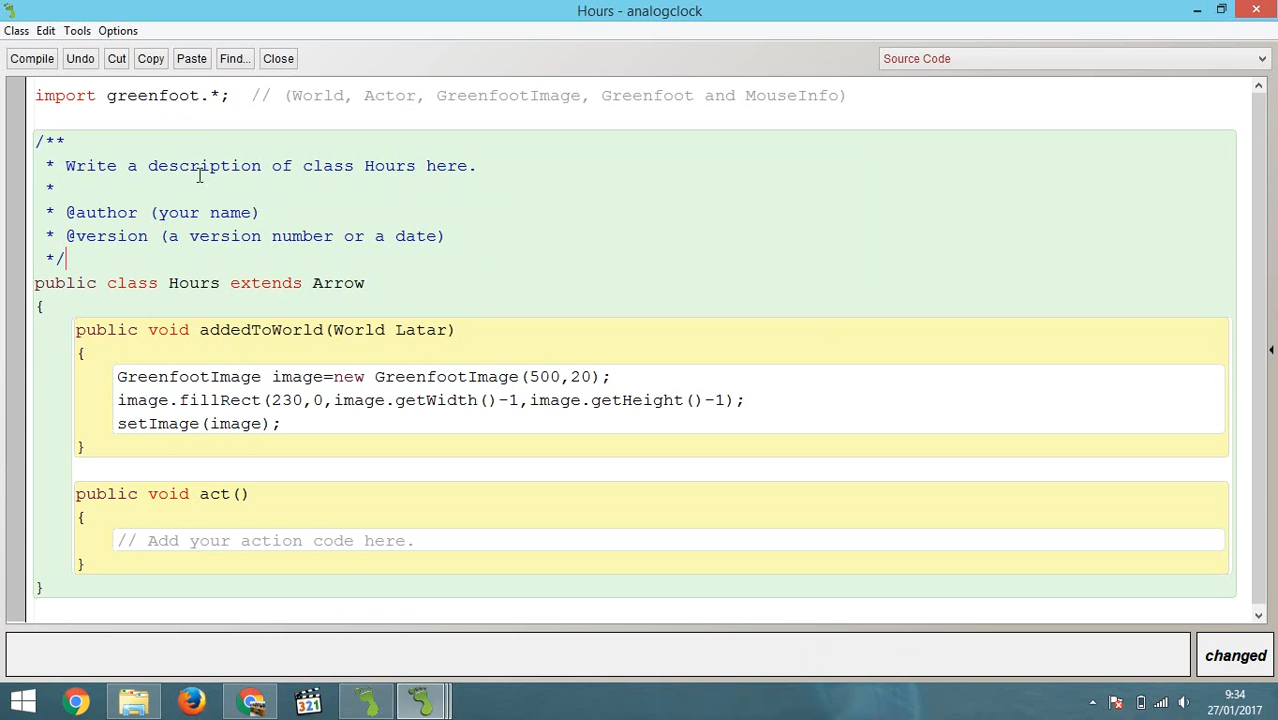 Hours - analogclock
Class Edit Tools Options
Compile Undo Cut Copy Paste Find... Close Source Code
import greenfoot.*;  // (World, Actor, GreenfootImage, Greenfoot and MouseInfo)
/**
 * Write a description of class Hours here.
 *
 * @author (your name)
 * @version (a version number or a date)
 */
public class Hours extends Arrow
{
public void addedToWorld(World Latar)
{
GreenfootImage image=new GreenfootImage(500,20);
image.fillRect(230,0,image.getWidth()-1,image.getHeight()-1);
setImage(image);
}
public void act()
{
// Add your action code here.
}
}
changed
321
9:34
27/01/2017